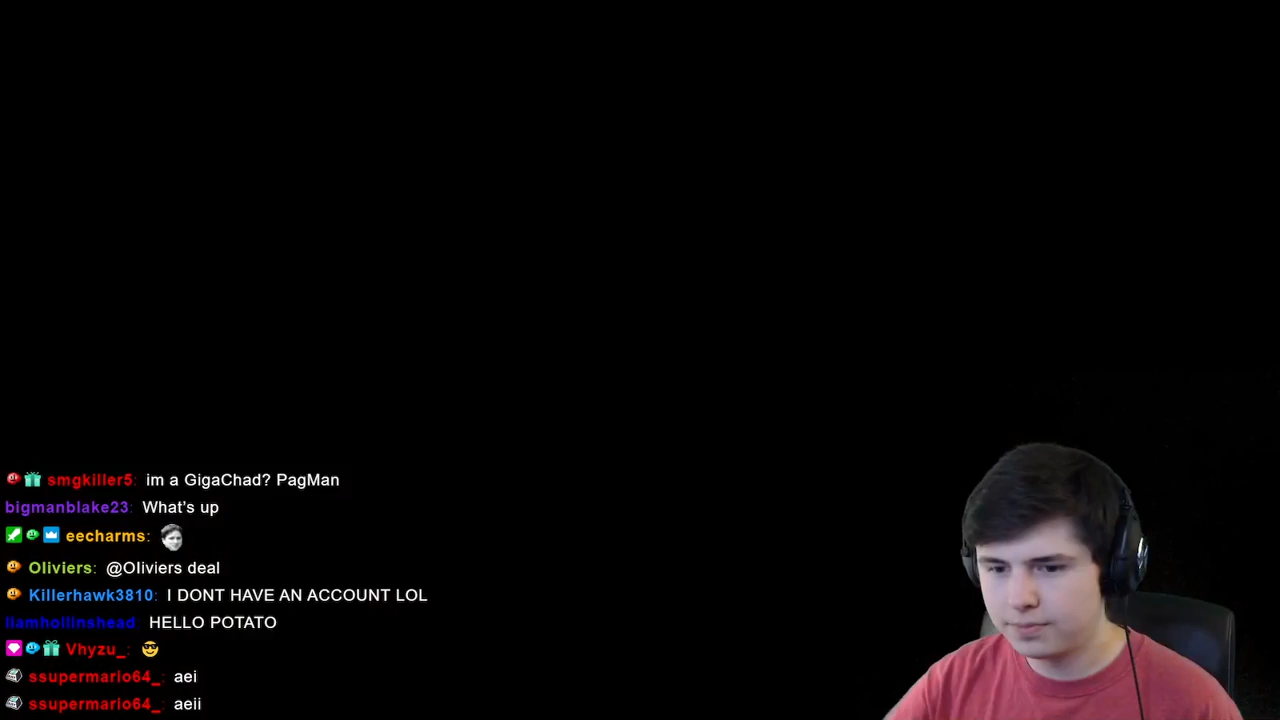 smgkiller5: im a GigaChad? PagMan
bigmanblake23: What's up
eecharms:
Oliviers: @Oliviers deal
Killerhawk3810: I DONT HAVE AN ACCOUNT LOL
liamhollinshead: HELLO POTATO
Vhyzu_: 😎
ssupermario64_: aei
ssupermario64_: aeii